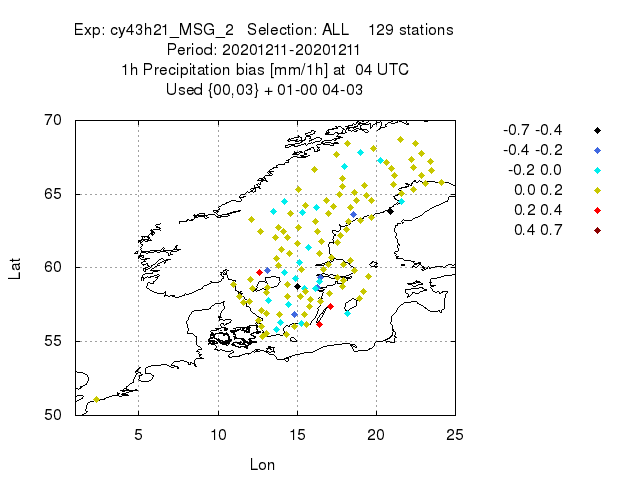 Exp: cy43h21_MSG_2 Selection: ALL 129 stations
Period: 20201211-20201211
1h Precipitation bias [mm/1h] at 04 UTC
Used {00,03} + 01-00 04-03
70
65
60
55
50
Lat
5 10 15 20 25
Lon
-0.7 -0.4
-0.4 -0.2
-0.2 0.0
0.0 0.2
0.2 0.4
0.4 0.7